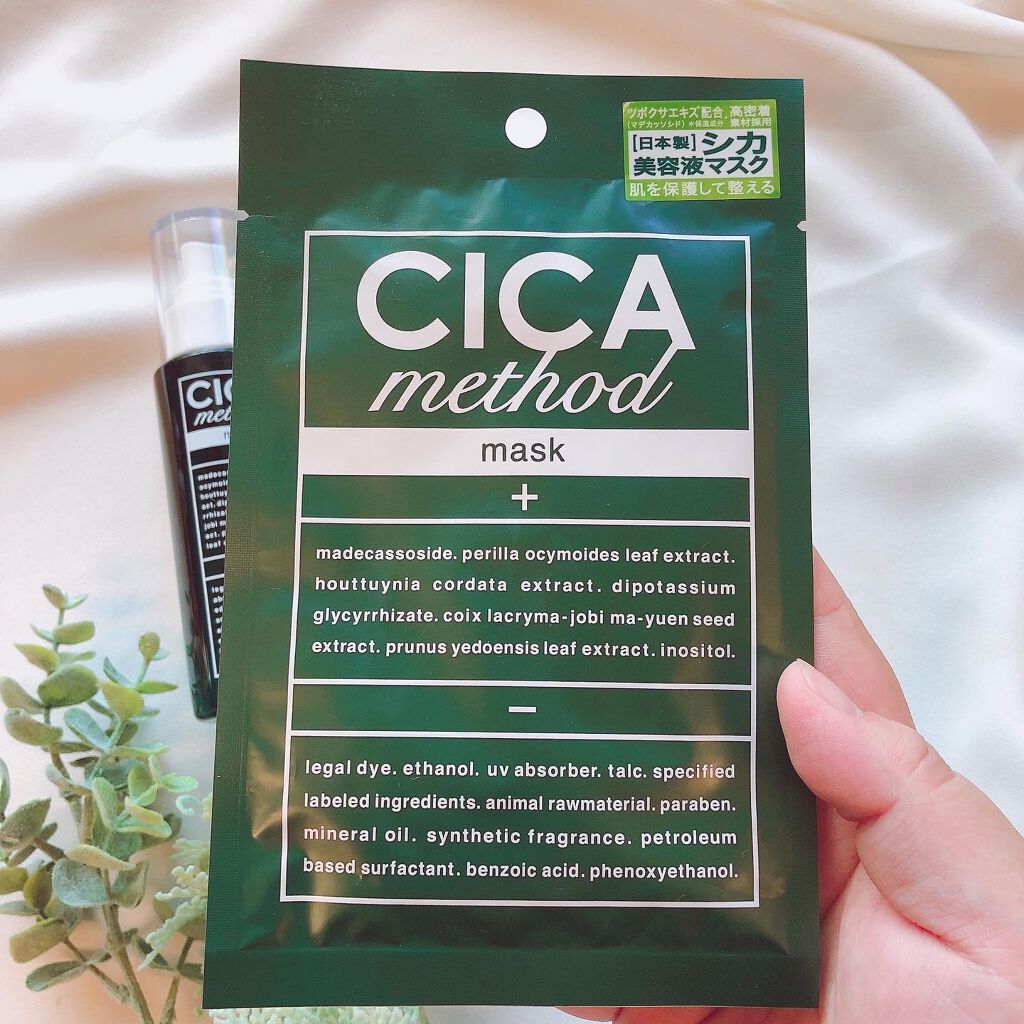 ツボクサエキス配合、高密着
(マデカッソシド)*保湿成分 素材採用
[日本製]シカ
美容液マスク
肌を保護して整える
CICA
method
mask
+
madecassoside. perilla ocymoides leaf extract.
houttuynia cordata extract. dipotassium
glycyrrhizate. coix lacryma-jobi ma-yuen seed
extract. prunus yedoensis leaf extract. inositol.
−
legal dye. ethanol. uv absorber. talc. specified
labeled ingredients. animal rawmaterial. paraben.
mineral oil. synthetic fragrance. petroleum
based surfactant. benzoic acid. phenoxyethanol.